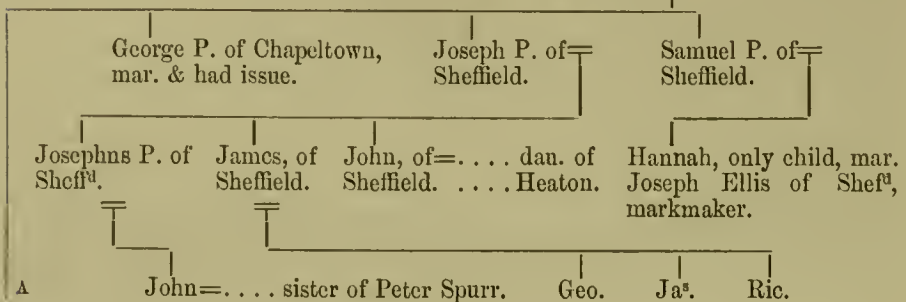 George P. of Chapeltown,
mar. & had issue.
Joseph P. of=
Sheffield.
Samuel P. of=
Sheffield.
Josephus P. of
Sheffd.
James, of
Sheffield.
John, of=.... dau. of
Sheffield. .... Heaton.
Hannah, only child, mar.
Joseph Ellis of Shefd,
markmaker.
A
John=.... sister of Peter Spurr.
Geo.
Jas.
Ric.